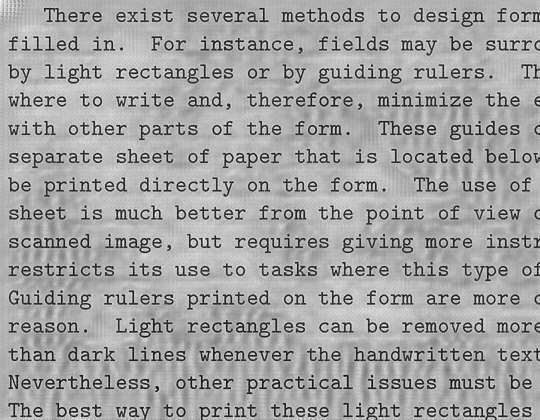 There exist several methods to design form
filled in. For instance, fields may be surro
by light rectangles or by guiding rulers. Th
where to write and, therefore, minimize the e
with other parts of the form. These guides c
separate sheet of paper that is located below
be printed directly on the form. The use of
sheet is much better from the point of view o
scanned image, but requires giving more instr
restricts its use to tasks where this type of
Guiding rulers printed on the form are more c
reason. Light rectangles can be removed more
than dark lines whenever the handwritten text
Nevertheless, other practical issues must be
The best way to print these light rectangles